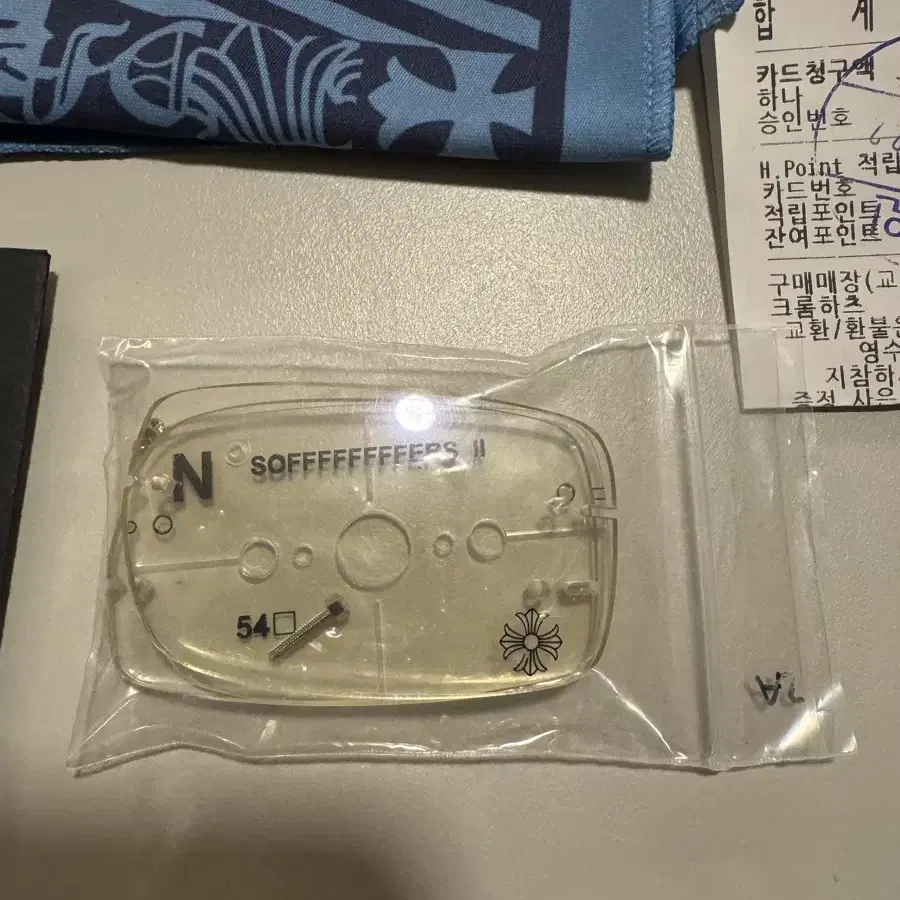 합 계
카드청구액
하나
승인번호
H.Point 적립
카드번호
적립포인트
잔여포인트
구매매장(교
크롬하츠
교환/환불은
영수
지참하
N SOFFFFFFFFFERS II
54□